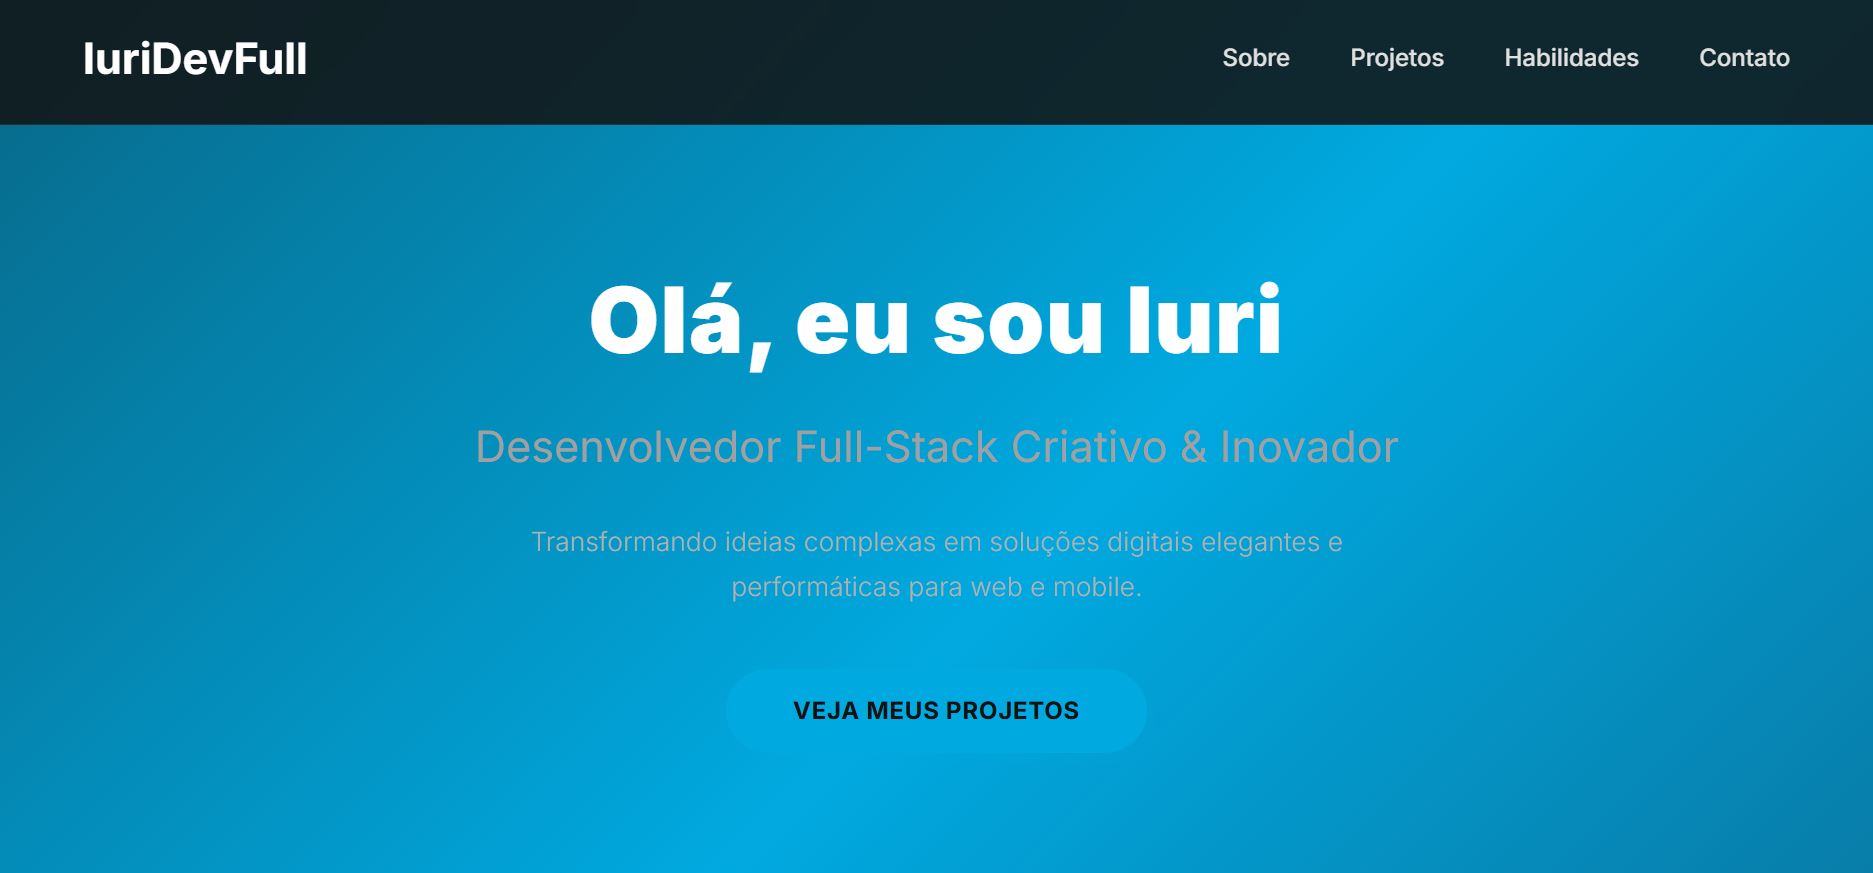 IuriDevFull
Sobre Projetos Habilidades Contato
Olá, eu sou Iuri
Desenvolvedor Full-Stack Criativo & Inovador
Transformando ideias complexas em soluções digitais elegantes e
performáticas para web e mobile.
VEJA MEUS PROJETOS